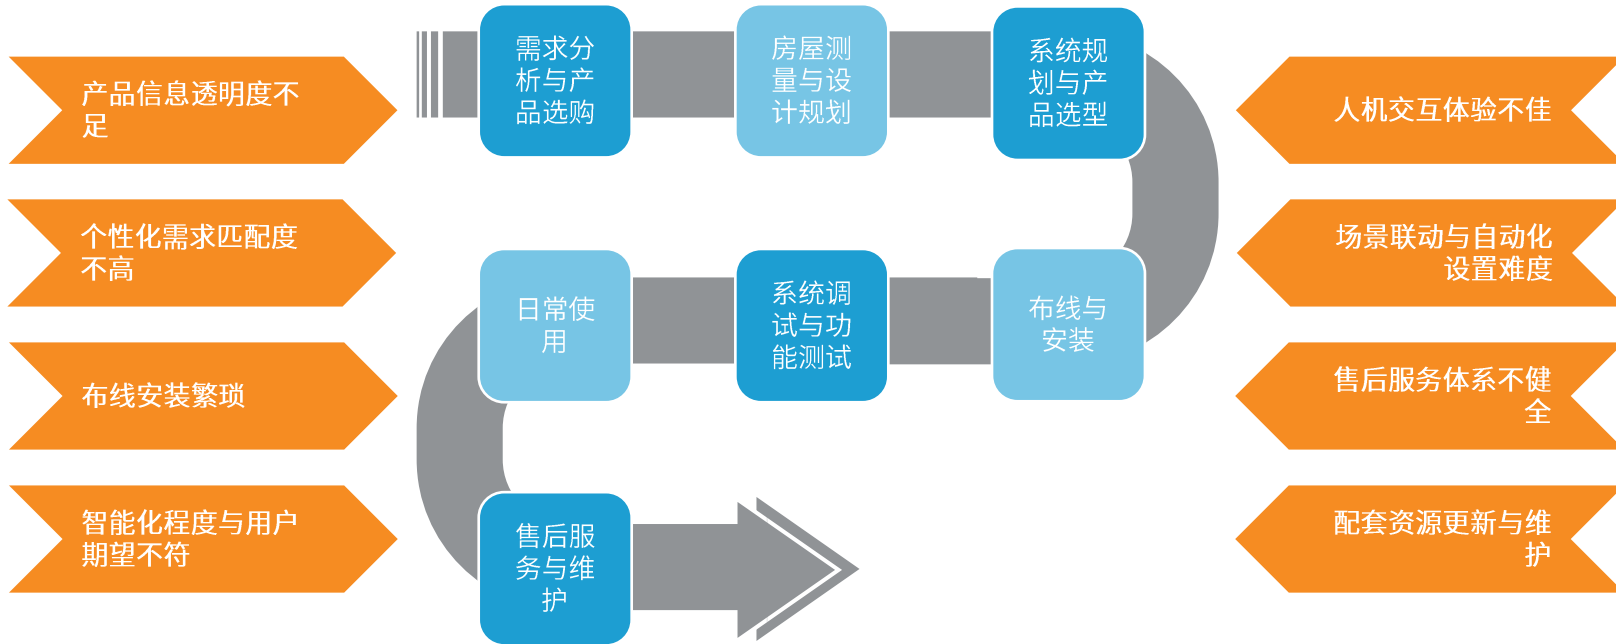 产品信息透明度不
足
个性化需求匹配度
不高
布线安装繁琐
智能化程度与用户
期望不符
需求分
析与产
品选购
房屋测
量与设
计规划
系统规
划与产
品选型
布线与
安装
系统调
试与功
能测试
日常使
用
售后服
务与维
护
人机交互体验不佳
场景联动与自动化
设置难度
售后服务体系不健
全
配套资源更新与维
护